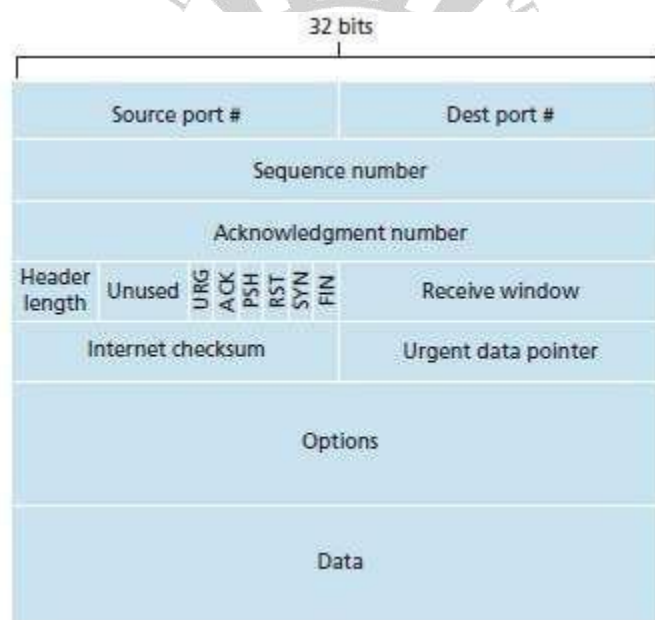 32 bits
Source port # Dest port #
Sequence number
Acknowledgment number
Header length Unused URG ACK PSH RST SYN FIN Receive window
Internet checksum Urgent data pointer
Options
Data